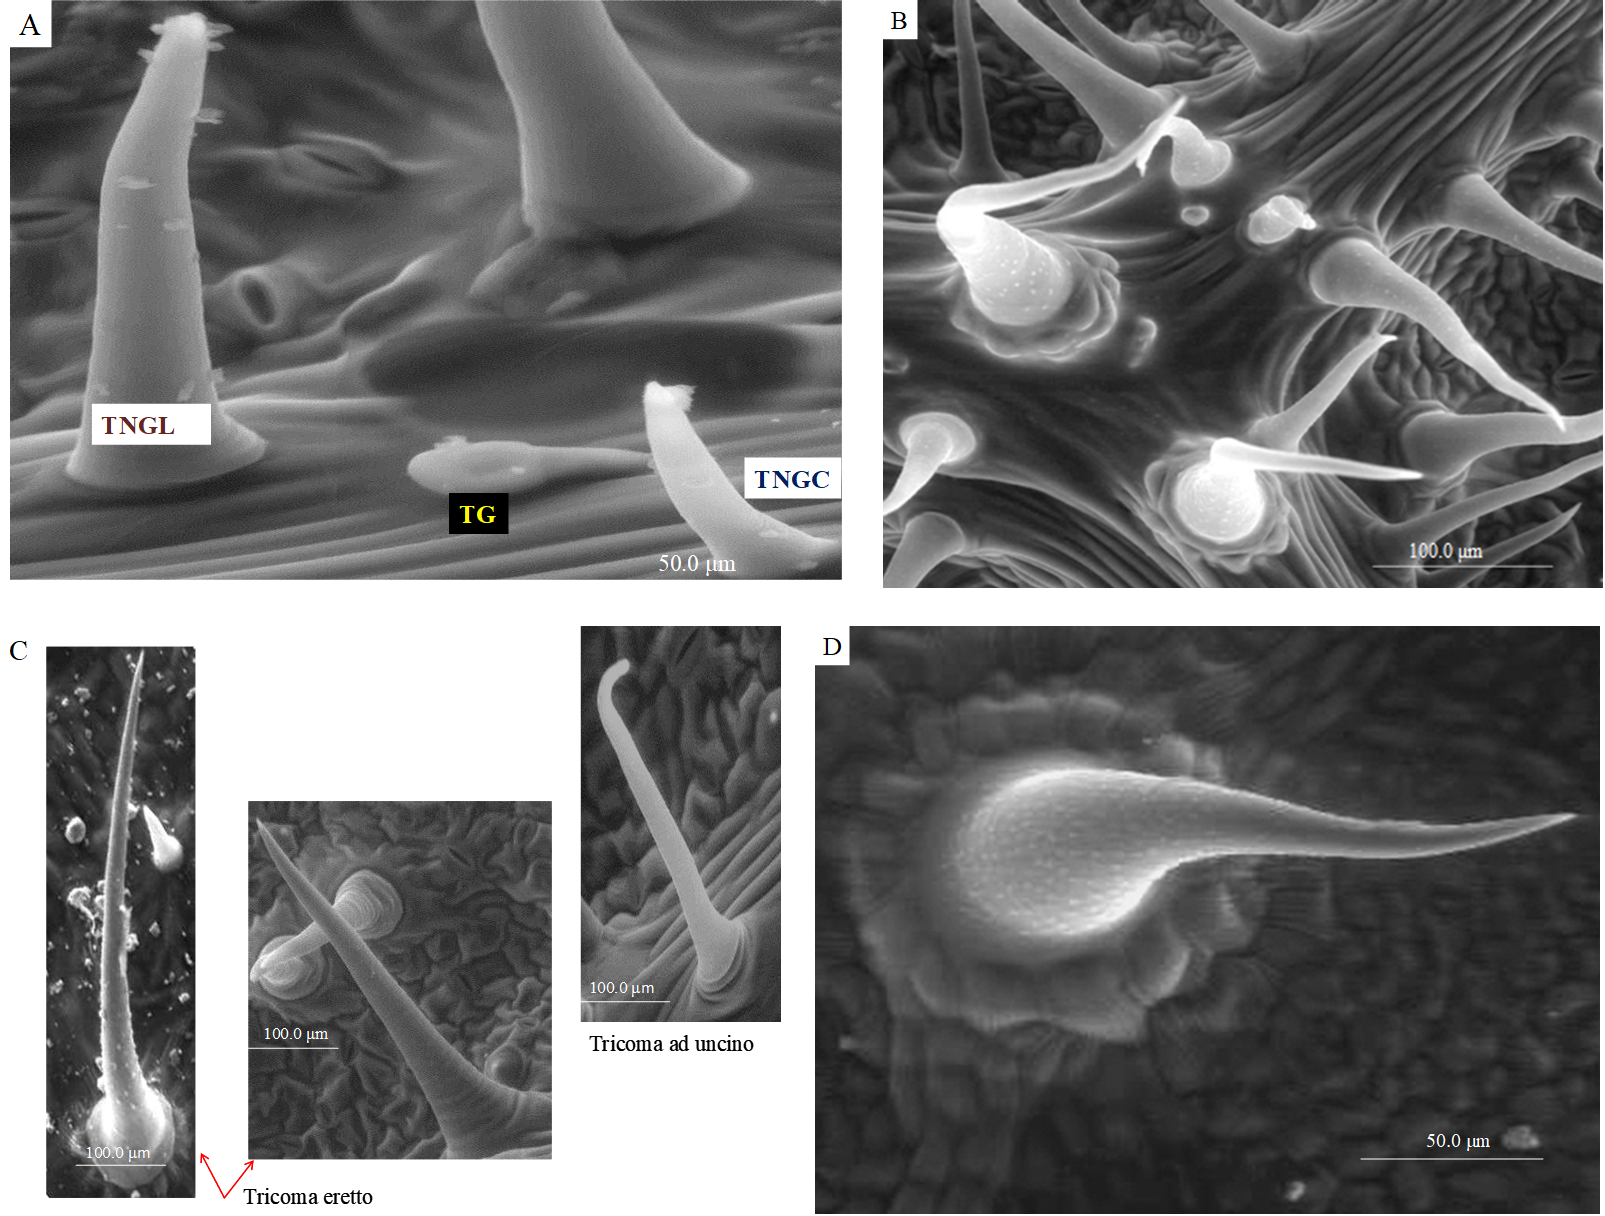 A
B
TNGL
TNGC
TG
50.0 µm
100.0 µm
C
D
100.0 µm
100.0 µm
100.0 µm
Tricoma ad uncino
50.0 µm
Tricoma eretto